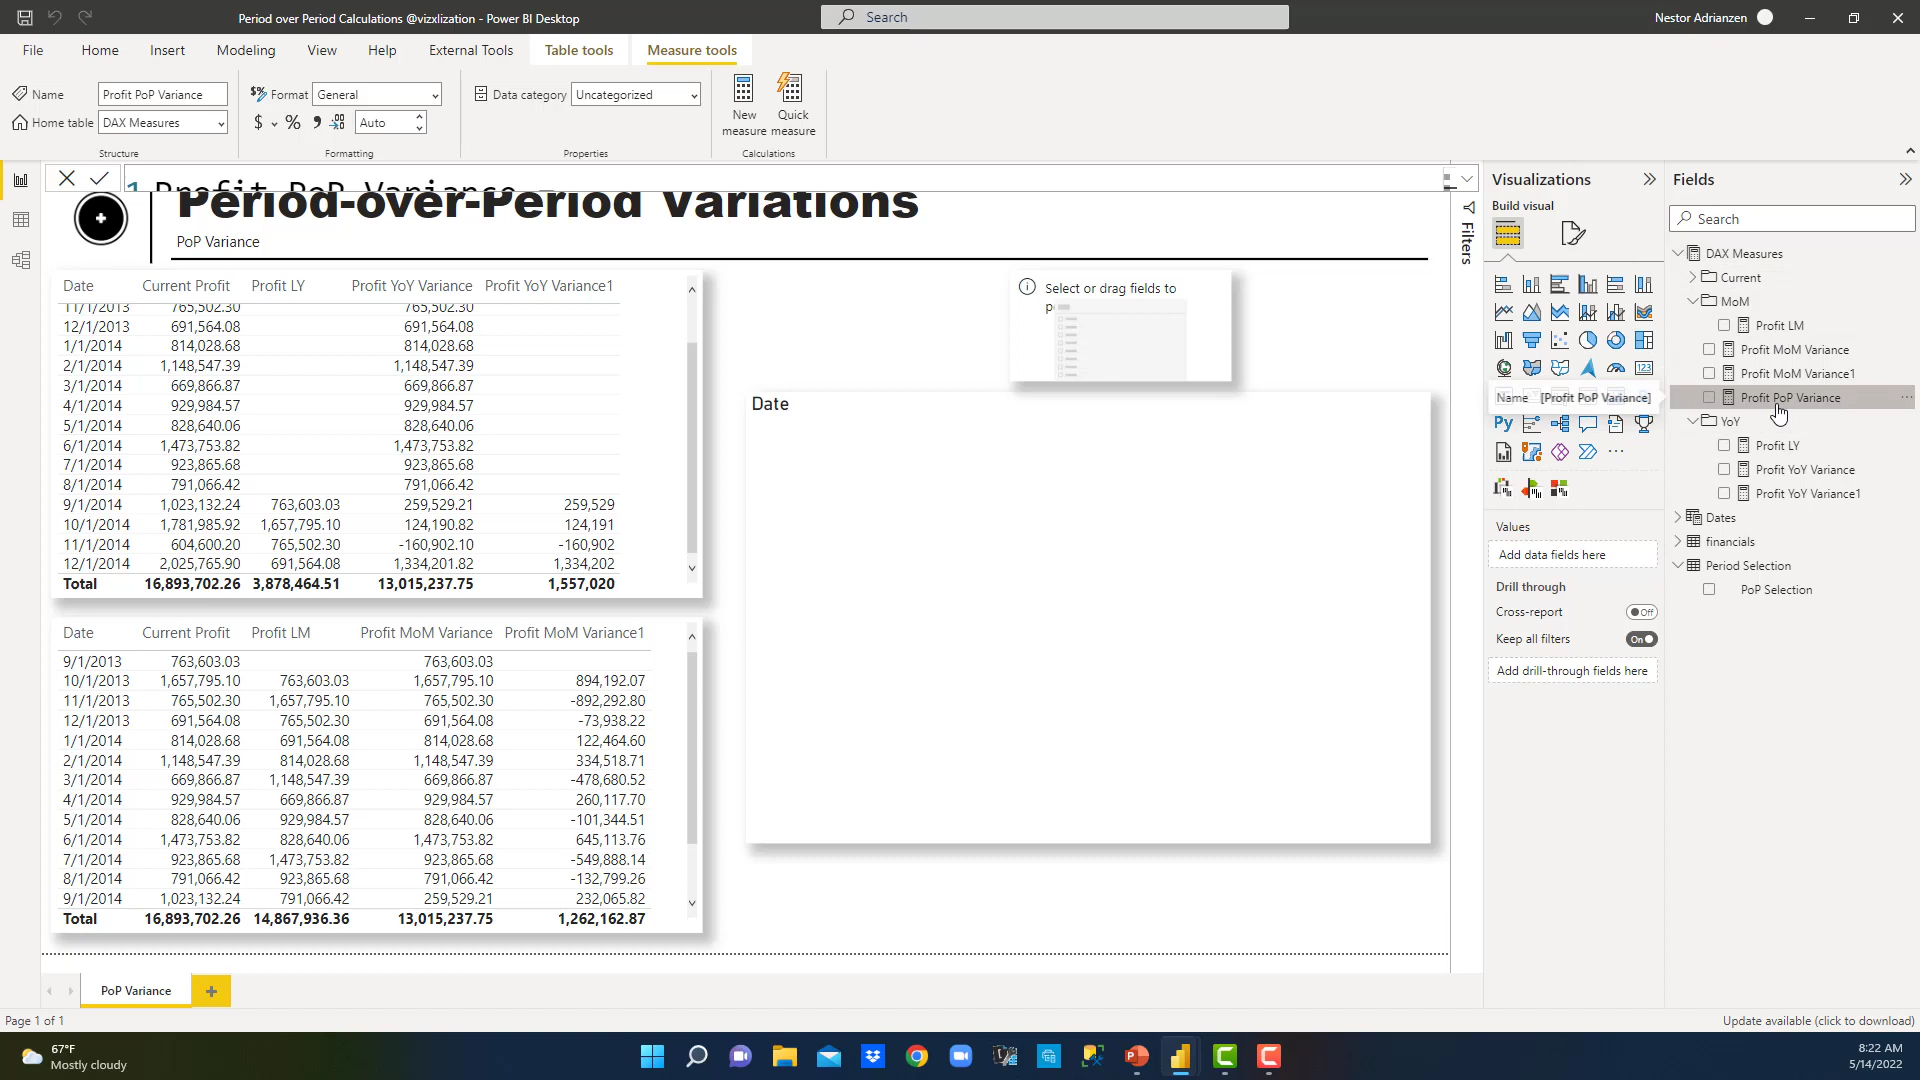 Period over Period Calculations @vizxlization - Power BI Desktop
Search
Nestor Adrianzen
File Home Insert Modeling View Help External Tools Table tools Measure tools
Name Profit PoP Variance
Home table DAX Measures
Structure
Format General
$ % Auto
Formatting
Data category Uncategorized
Properties
New measure
Quick measure
Calculations
1 Profit PoP Variance =
Period-over-Period Variations
PoP Variance
Date Current Profit Profit LY Profit YoY Variance Profit YoY Variance1
11/1/2013 765,502.30 765,502.30
12/1/2013 691,564.08 691,564.08
1/1/2014 814,028.68 814,028.68
2/1/2014 1,148,547.39 1,148,547.39
3/1/2014 669,866.87 669,866.87
4/1/2014 929,984.57 929,984.57
5/1/2014 828,640.06 828,640.06
6/1/2014 1,473,753.82 1,473,753.82
7/1/2014 923,865.68 923,865.68
8/1/2014 791,066.42 791,066.42
9/1/2014 1,023,132.24 763,603.03 259,529.21 259,529
10/1/2014 1,781,985.92 1,657,795.10 124,190.82 124,191
11/1/2014 604,600.20 765,502.30 -160,902.10 -160,902
12/1/2014 2,025,765.90 691,564.08 1,334,201.82 1,334,202
Total 16,893,702.26 3,878,464.51 13,015,237.75 1,557,020
Date Current Profit Profit LM Profit MoM Variance Profit MoM Variance1
9/1/2013 763,603.03 763,603.03
10/1/2013 1,657,795.10 763,603.03 1,657,795.10 894,192.07
11/1/2013 765,502.30 1,657,795.10 765,502.30 -892,292.80
12/1/2013 691,564.08 765,502.30 691,564.08 -73,938.22
1/1/2014 814,028.68 691,564.08 814,028.68 122,464.60
2/1/2014 1,148,547.39 814,028.68 1,148,547.39 334,518.71
3/1/2014 669,866.87 1,148,547.39 669,866.87 -478,680.52
4/1/2014 929,984.57 669,866.87 929,984.57 260,117.70
5/1/2014 828,640.06 929,984.57 828,640.06 -101,344.51
6/1/2014 1,473,753.82 828,640.06 1,473,753.82 645,113.76
7/1/2014 923,865.68 1,473,753.82 923,865.68 -549,888.14
8/1/2014 791,066.42 923,865.68 791,066.42 -132,799.26
9/1/2014 1,023,132.24 791,066.42 259,529.21 232,065.82
Total 16,893,702.26 14,867,936.36 13,015,237.75 1,262,162.87
Select or drag fields to
Date
Filters
Visualizations
Build visual
123
Name [Profit PoP Variance]
Py
Values
Add data fields here
Drill through
Cross-report Off
Keep all filters On
Add drill-through fields here
Fields
Search
DAX Measures
Current
MoM
Profit LM
Profit MoM Variance
Profit MoM Variance1
Profit PoP Variance
YoY
Profit LY
Profit YoY Variance
Profit YoY Variance1
Dates
financials
Period Selection
PoP Selection
PoP Variance
Page 1 of 1
Update available (click to download)
67°F
Mostly cloudy
8:22 AM
5/14/2022